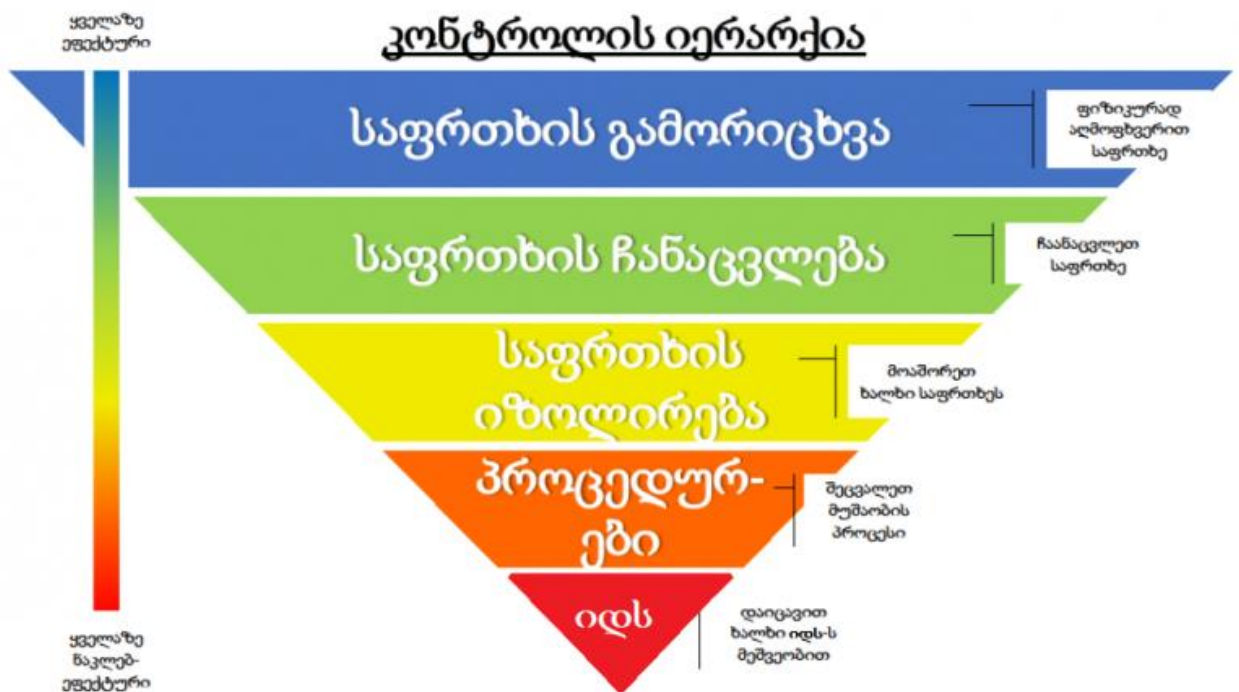 ყველაზე
ეფექტური
კონტროლის იერარქია
საფრთხის გამორიცხვა
ფიზიკურად
აღმოფხვერით
საფრთხე
საფრთხის ჩანაცვლება
ჩაანაცვლეთ
საფრთხე
საფრთხის
იზოლირება
მოაშორეთ
ხალხი საფრთხეს
პროცედურ-
ები
შეცვალეთ
მუშაობის
პროცესი
იდს
დაიცავით
ხალხი იდს-ს
მეშვეობით
ყველაზე
ნაკლებ-
ეფექტური